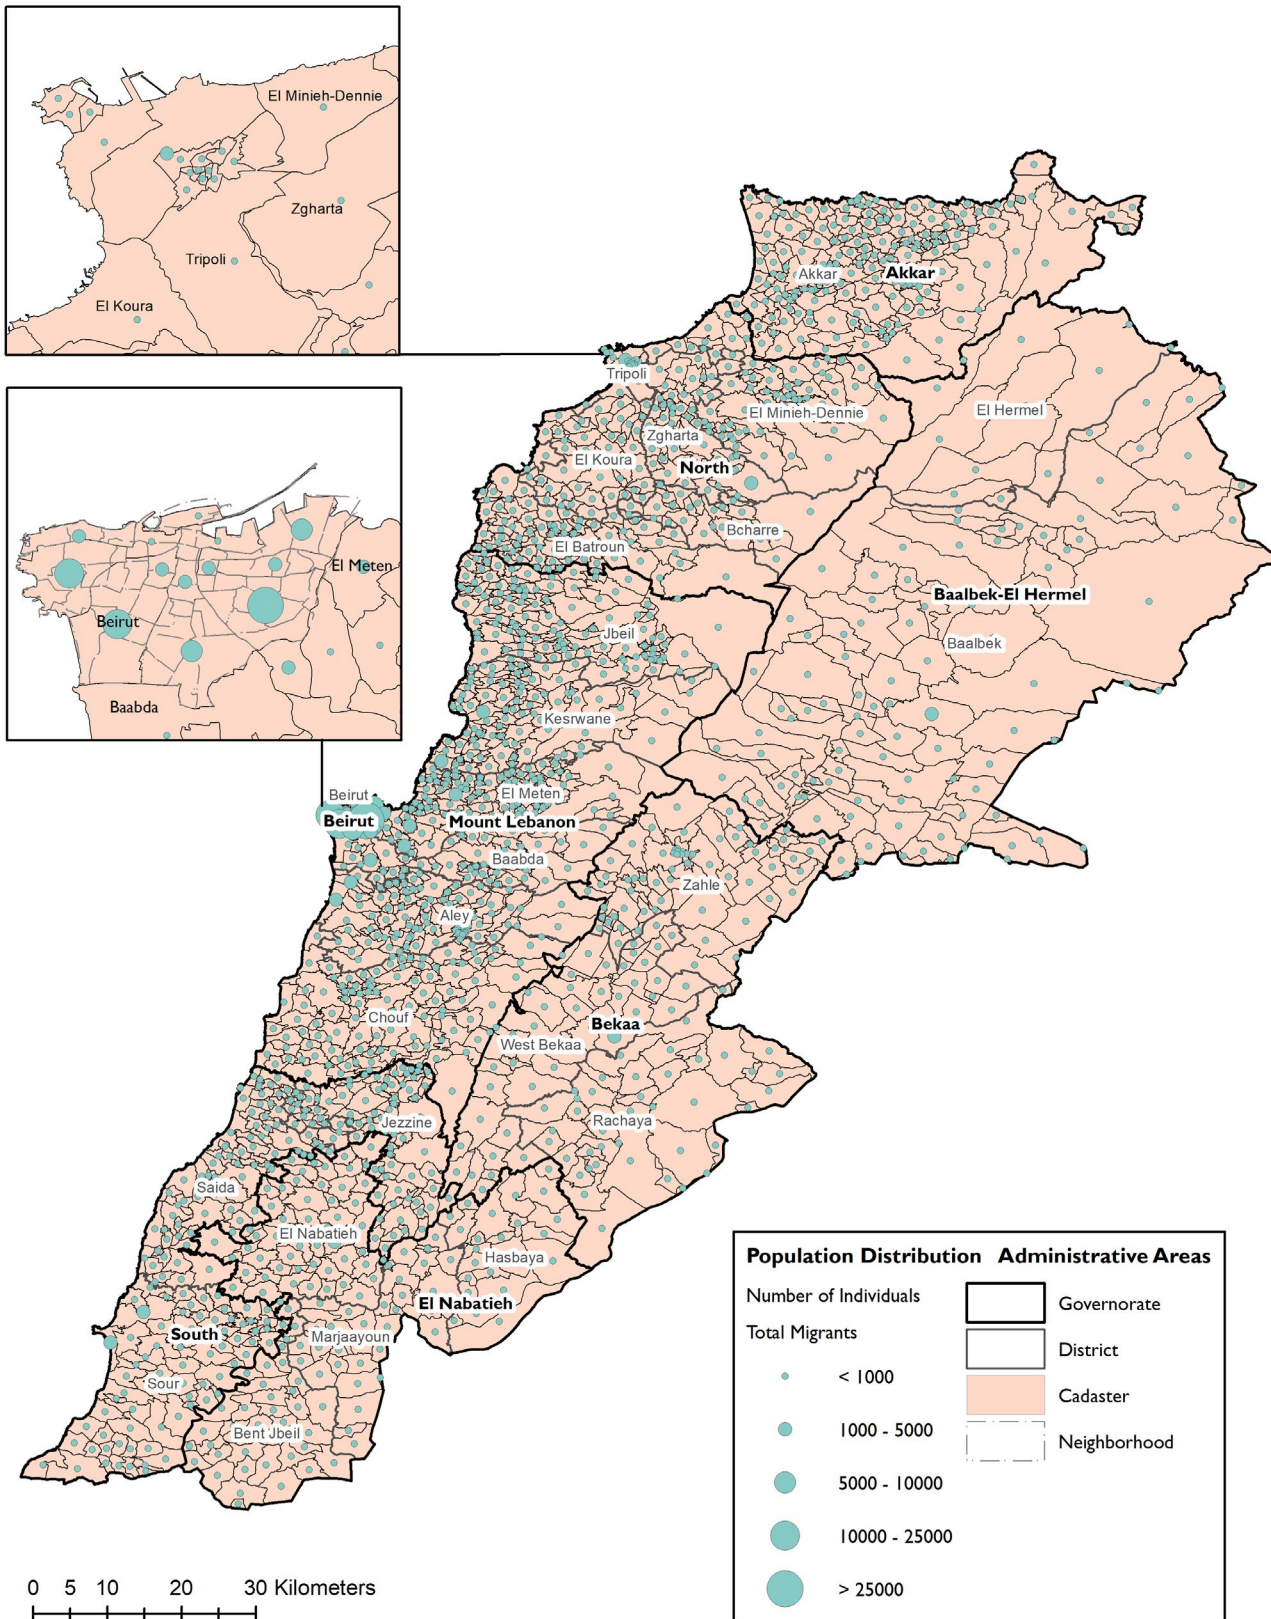 El Minieh-Dennie
Zgharta
Tripoli
El Koura
El Meten
Beirut
Baabda
Akkar
Akkar
Tripoli
El Hermel
El Minieh-Dennie
Zgharta
El Koura
North
Bcharre
El Batroun
Baalbek-El Hermel
Jbeil
Baalbek
Kesrwane
Beirut
El Meten
Beirut
Mount Lebanon
Baabda
Zahle
Aley
Chouf
Bekaa
West Bekaa
Jezzine
Rachaya
Saida
El Nabatieh
Hasbaya
El Nabatieh
South
Marjaayoun
Sour
Bent Jbeil
Population Distribution Administrative Areas
Number of Individuals
Governorate
Total Migrants
District
< 1000
Cadaster
1000 - 5000
Neighborhood
5000 - 10000
10000 - 25000
> 25000
0 5 10 20 30 Kilometers